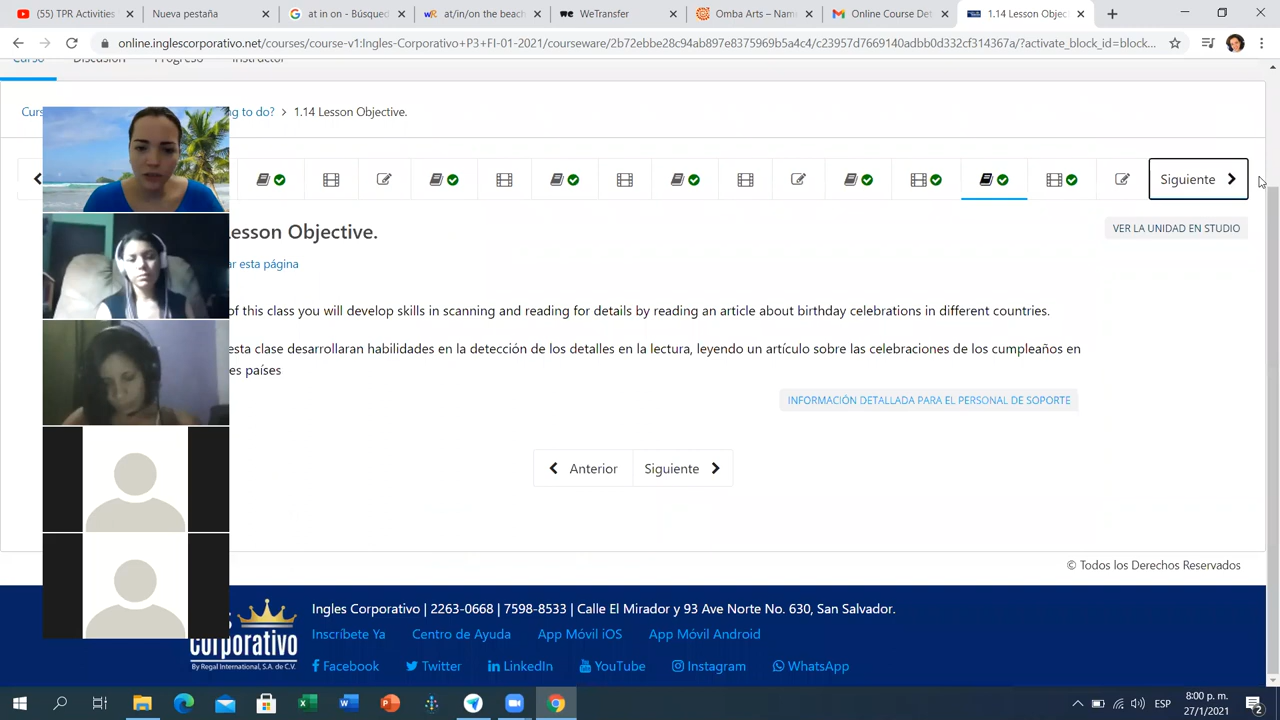 (55) TPR Activities
Nueva pestaña
at in on - Búsqued
at/in/on the beach
WeTransfer
Omba Arts – Nam
Online Course Det
1.14 Lesson Objec
online.inglescorporativo.net/courses/course-v1:Ingles-Corporativo+P3+FI-01-2021/courseware/2b72ebbe28c94ab897e8375969b5a4c4/c23957d7669140adbb0d332cf314367a/?activate_block_id=block...
Curso Discusión Progreso Instructor
Curs
g to do? > 1.14 Lesson Objective.
Siguiente
Lesson Objective.
VER LA UNIDAD EN STUDIO
ar esta página
of this class you will develop skills in scanning and reading for details by reading an article about birthday celebrations in different countries.
esta clase desarrollaran habilidades en la detección de los detalles en la lectura, leyendo un artículo sobre las celebraciones de los cumpleaños en
es países
INFORMACIÓN DETALLADA PARA EL PERSONAL DE SOPORTE
Anterior Siguiente
© Todos los Derechos Reservados
Ingles Corporativo | 2263-0668 | 7598-8533 | Calle El Mirador y 93 Ave Norte No. 630, San Salvador.
Inscríbete Ya Centro de Ayuda App Móvil iOS App Móvil Android
corporativo
By Regal International, S.A. de C.V.
Facebook Twitter LinkedIn YouTube Instagram WhatsApp
ESP
8:00 p. m.
27/1/2021
2